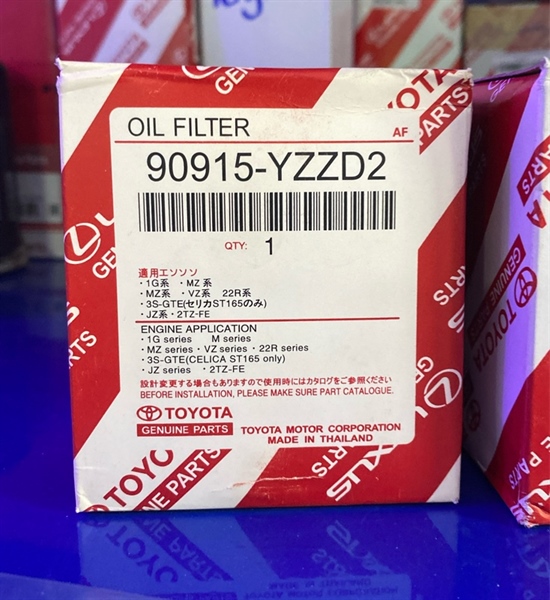 OIL FILTER
AF
90915-YZZD2
QTY: 1
適用エンソソ
・1G系 ・MZ系
・MZ系 ・VZ系 22R系
・3S-GTE(セリカST165のみ)
・JZ系・2TZ-FE
ENGINE APPLICATION
・1G series M series
・MZ series・VZ series・22R series
・3S-GTE(CELICA ST165 only)
・JZ series ・2TZ-FE
設計変更する場合もありますので使用時にはカタログをご参照ください
BEFORE INSTALLATION, PLEASE MAKE SURE PART CATALOGUE.
TOYOTA
GENUINE PARTS
TOYOTA MOTOR CORPORATION
MADE IN THAILAND
TOYOTA
PARTS
TOYOTA
GENUINE PARTS